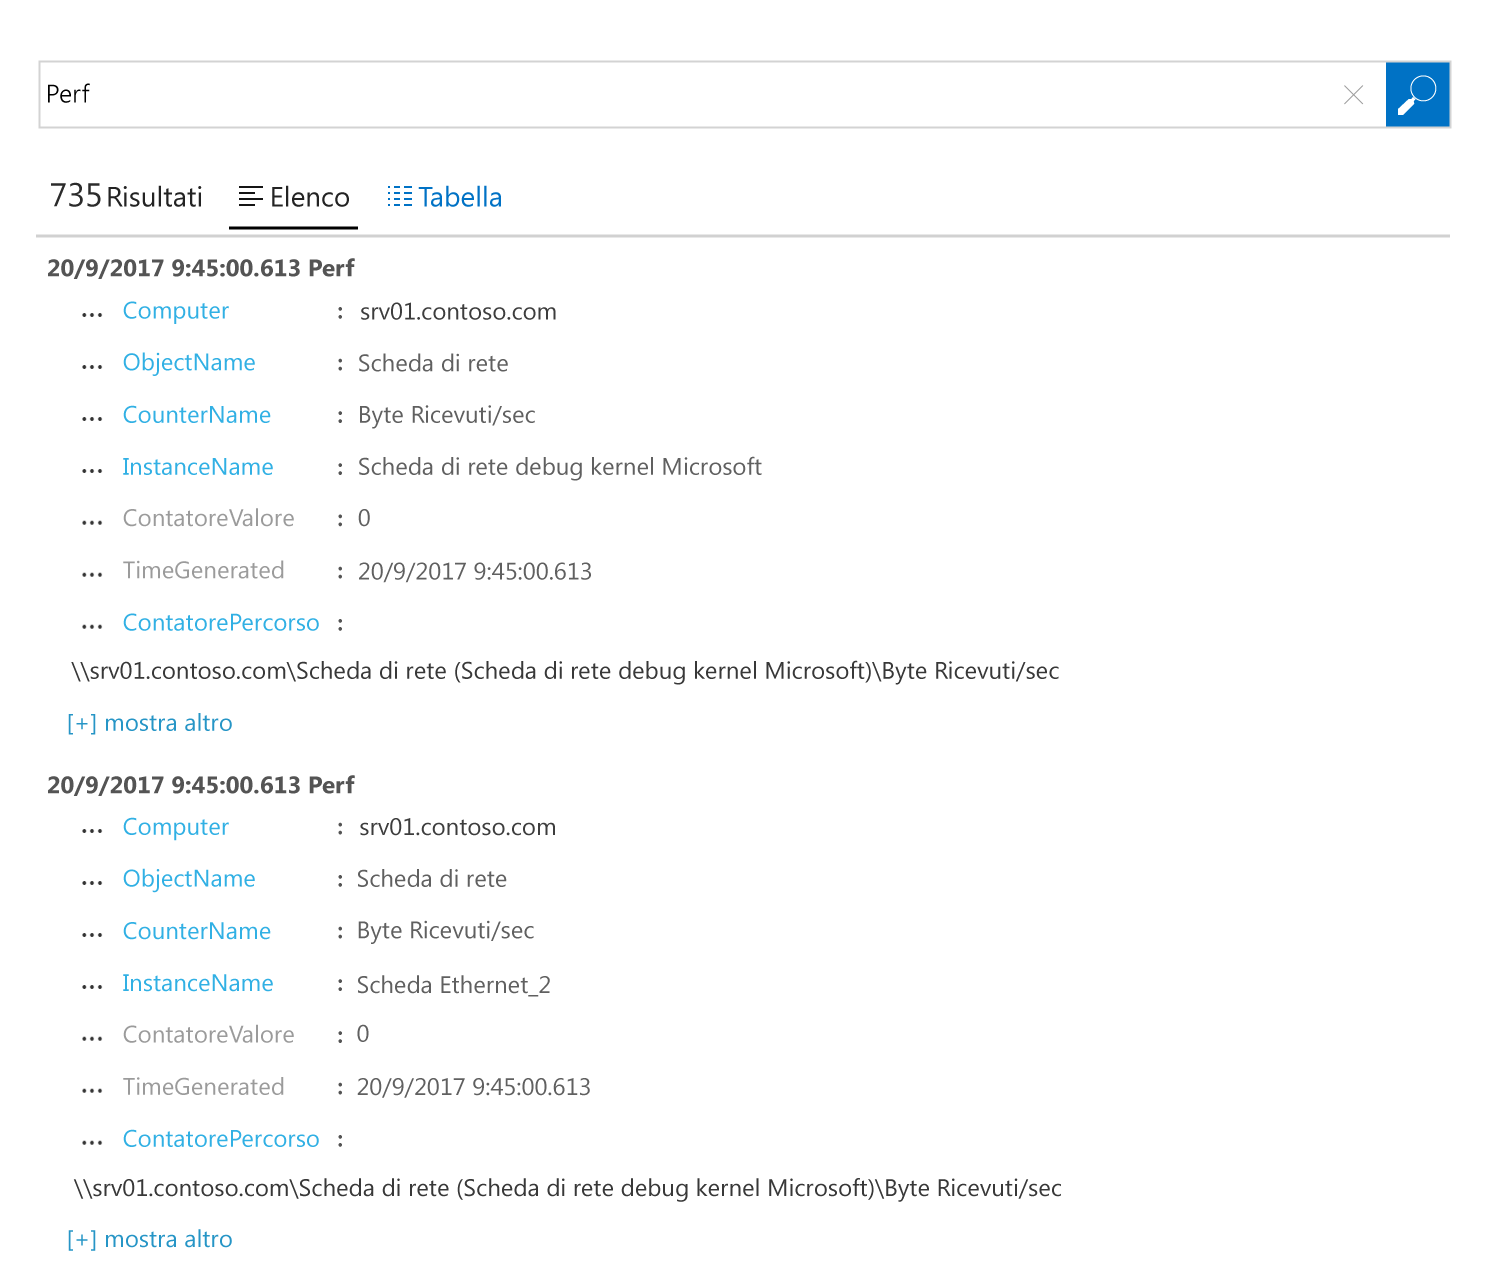 Perf
735 Risultati Elenco Tabella
20/9/2017 9:45:00.613 Perf
... Computer : srv01.contoso.com
... ObjectName : Scheda di rete
... CounterName : Byte Ricevuti/sec
... InstanceName : Scheda di rete debug kernel Microsoft
... ContatoreValore : 0
... TimeGenerated : 20/9/2017 9:45:00.613
... ContatorePercorso :
\\srv01.contoso.com\Scheda di rete (Scheda di rete debug kernel Microsoft)\Byte Ricevuti/sec
[+] mostra altro
20/9/2017 9:45:00.613 Perf
... Computer : srv01.contoso.com
... ObjectName : Scheda di rete
... CounterName : Byte Ricevuti/sec
... InstanceName : Scheda Ethernet_2
... ContatoreValore : 0
... TimeGenerated : 20/9/2017 9:45:00.613
... ContatorePercorso :
\\srv01.contoso.com\Scheda di rete (Scheda di rete debug kernel Microsoft)\Byte Ricevuti/sec
[+] mostra altro